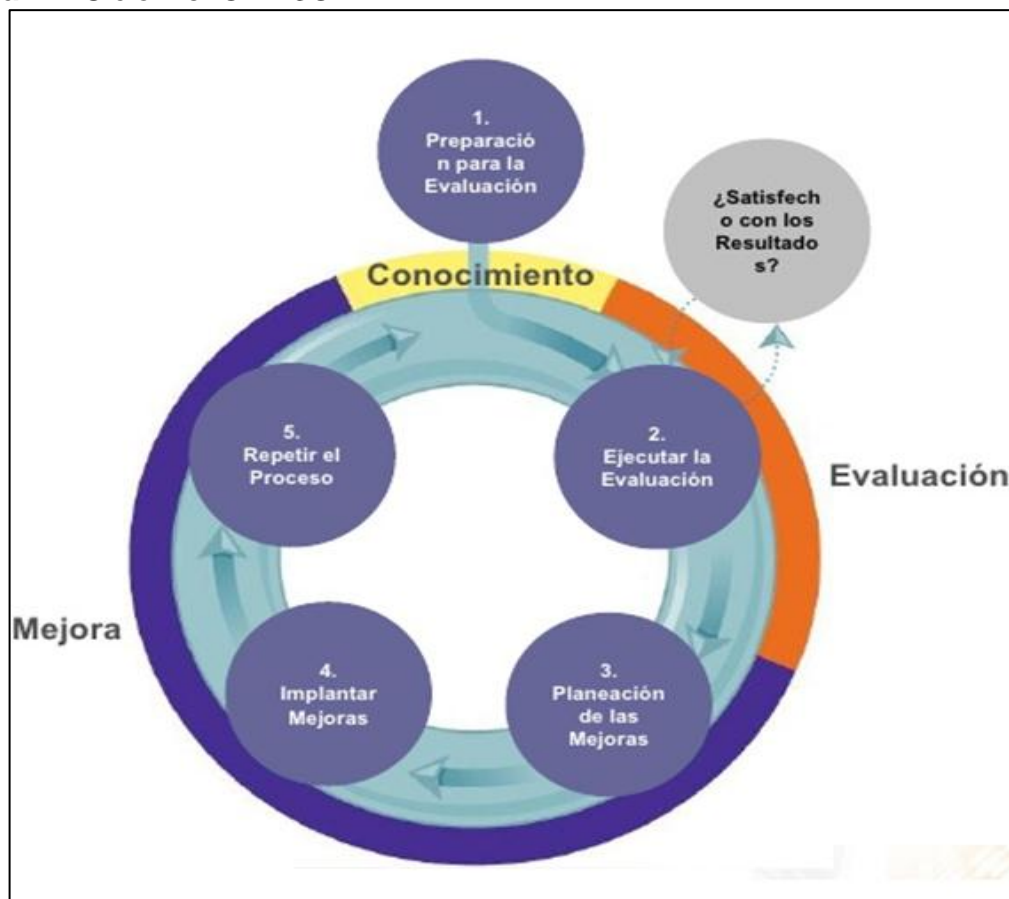 1.
Preparació
n para la
Evaluación
¿Satisfech
o con los
Resultado
s?
Conocimiento
5.
Repetir el
Proceso
2.
Ejecutar la
Evaluación
Evaluación
Mejora
4.
Implantar
Mejoras
3.
Planeación
de las
Mejoras